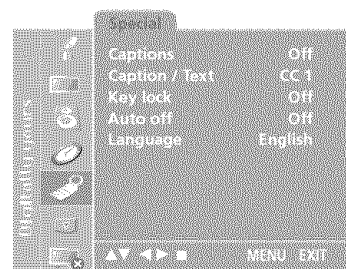 Special
Captions Off
Caption / Text CC 1
Key lock Off
Auto off Off
Language English
▲▼ ◄► ■ MENU EXIT